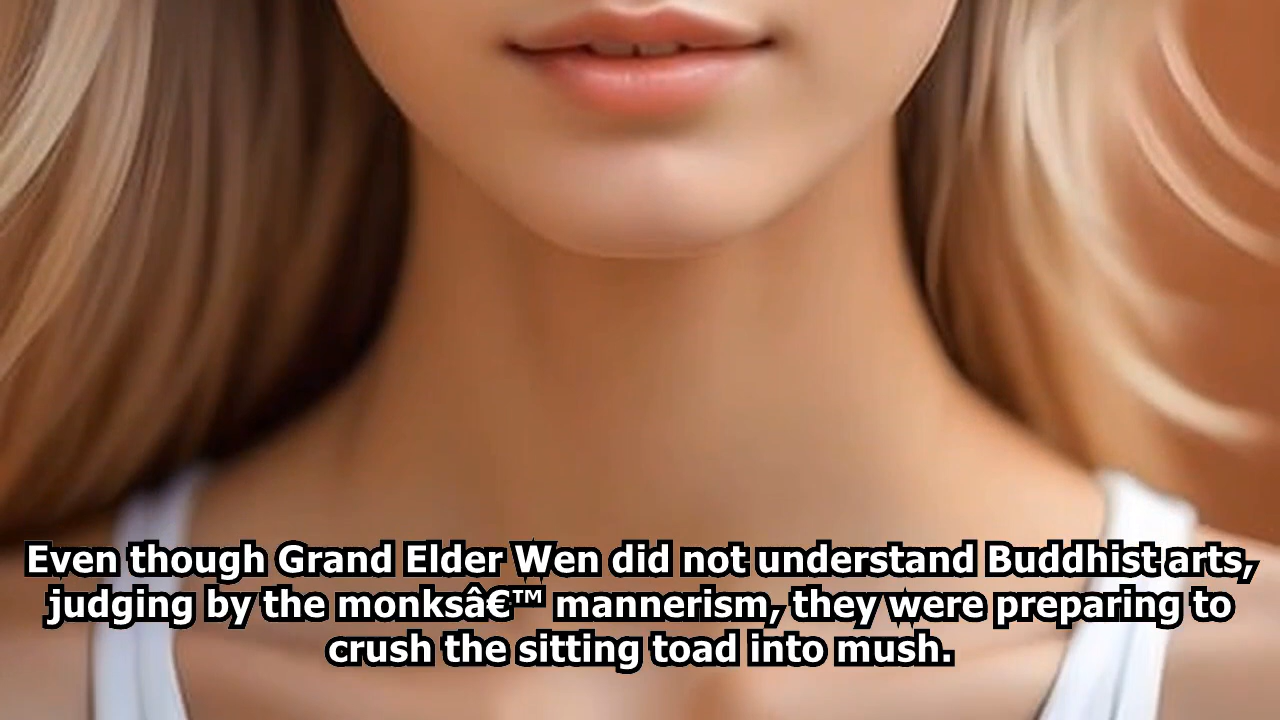 Even though Grand Elder Wen did not understand Buddhist arts,
judging by the monksâ€™ mannerism, they were preparing to
crush the sitting toad into mush.